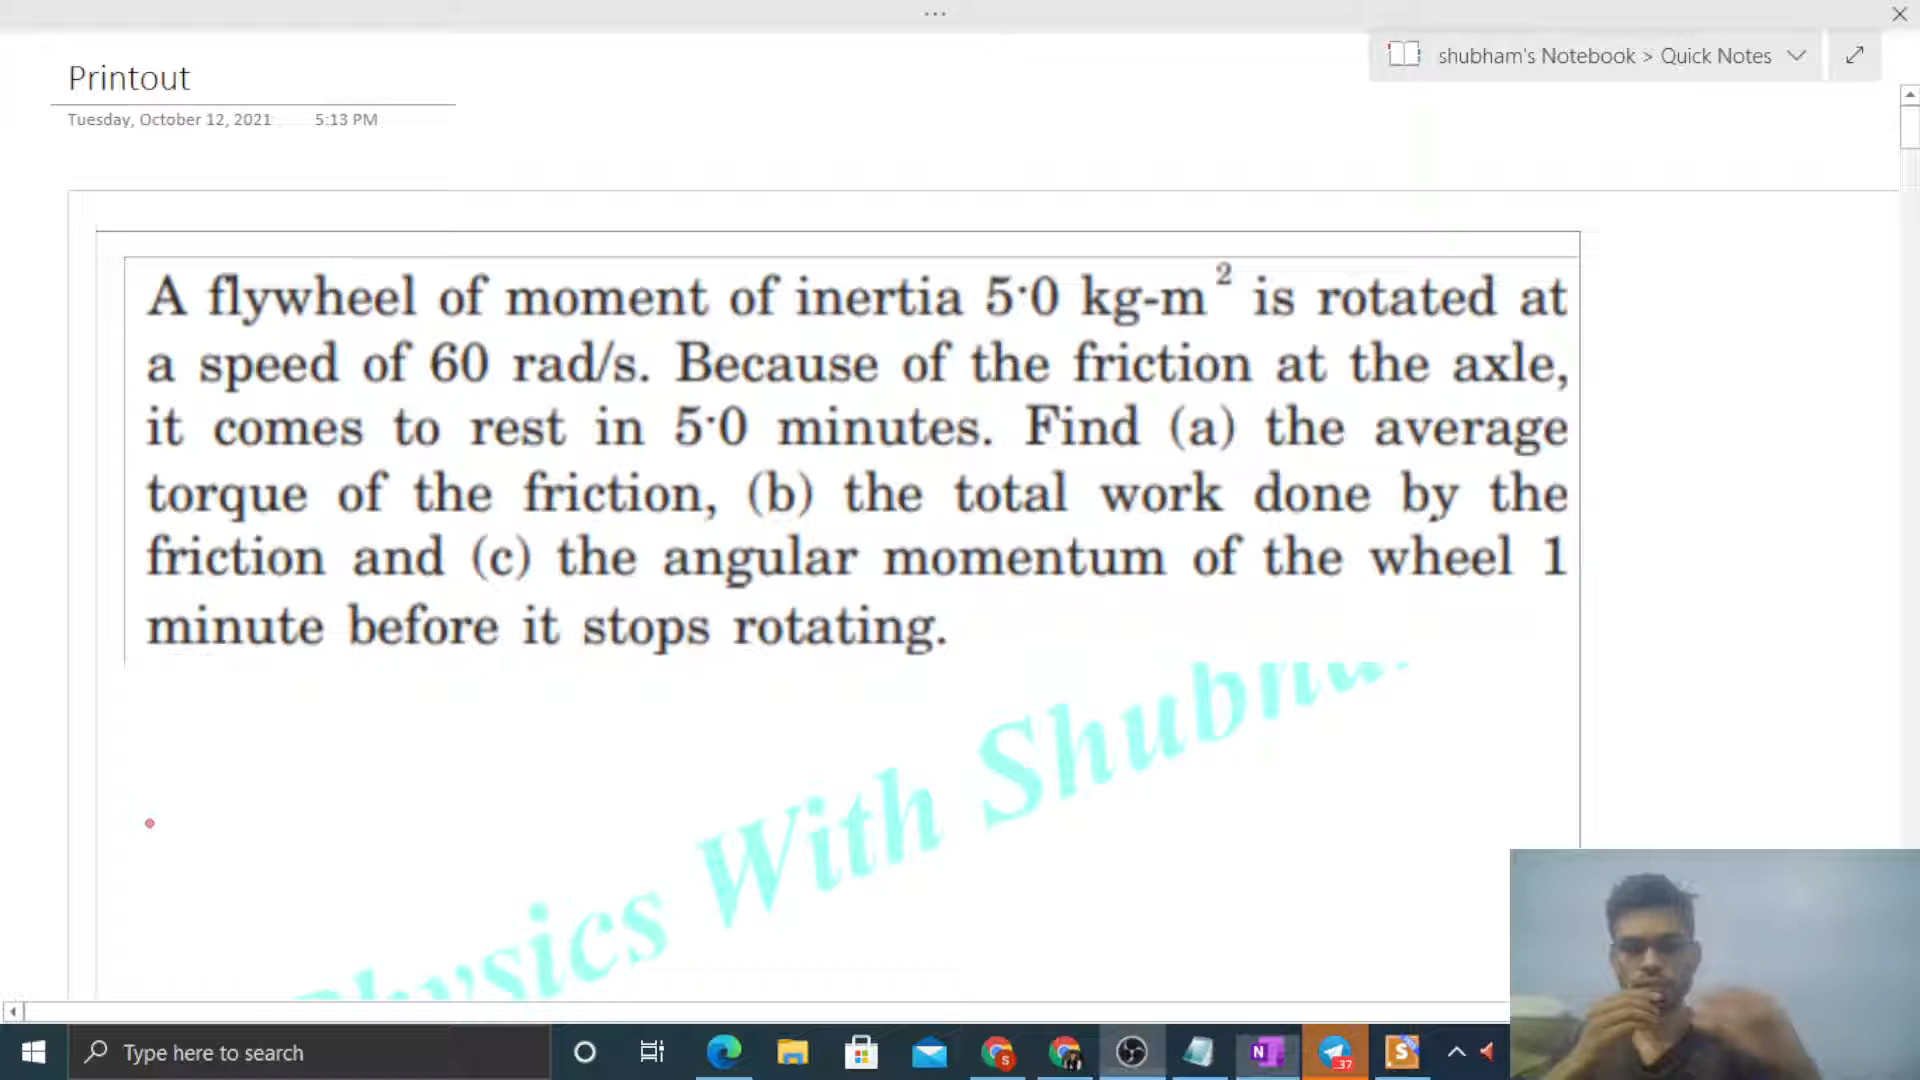 ...
shubham's Notebook > Quick Notes
Printout
Tuesday, October 12, 2021 5:13 PM
A flywheel of moment of inertia 5·0 kg-m² is rotated at
a speed of 60 rad/s. Because of the friction at the axle,
it comes to rest in 5·0 minutes. Find (a) the average
torque of the friction, (b) the total work done by the
friction and (c) the angular momentum of the wheel 1
minute before it stops rotating.
With
Type here to search
S
N
37
S